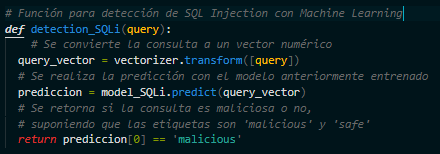 # Función para detección de SQL Injection con Machine Learning
def detection_SQLi(query):
# Se convierte la consulta a un vector numérico
query_vector = vectorizer.transform([query])
# Se realiza la predicción con el modelo anteriormente entrenado
prediccion = model_SQLi.predict(query_vector)
# Se retorna si la consulta es maliciosa o no,
# suponiendo que las etiquetas son 'malicious' y 'safe'
return prediccion[0] == 'malicious'